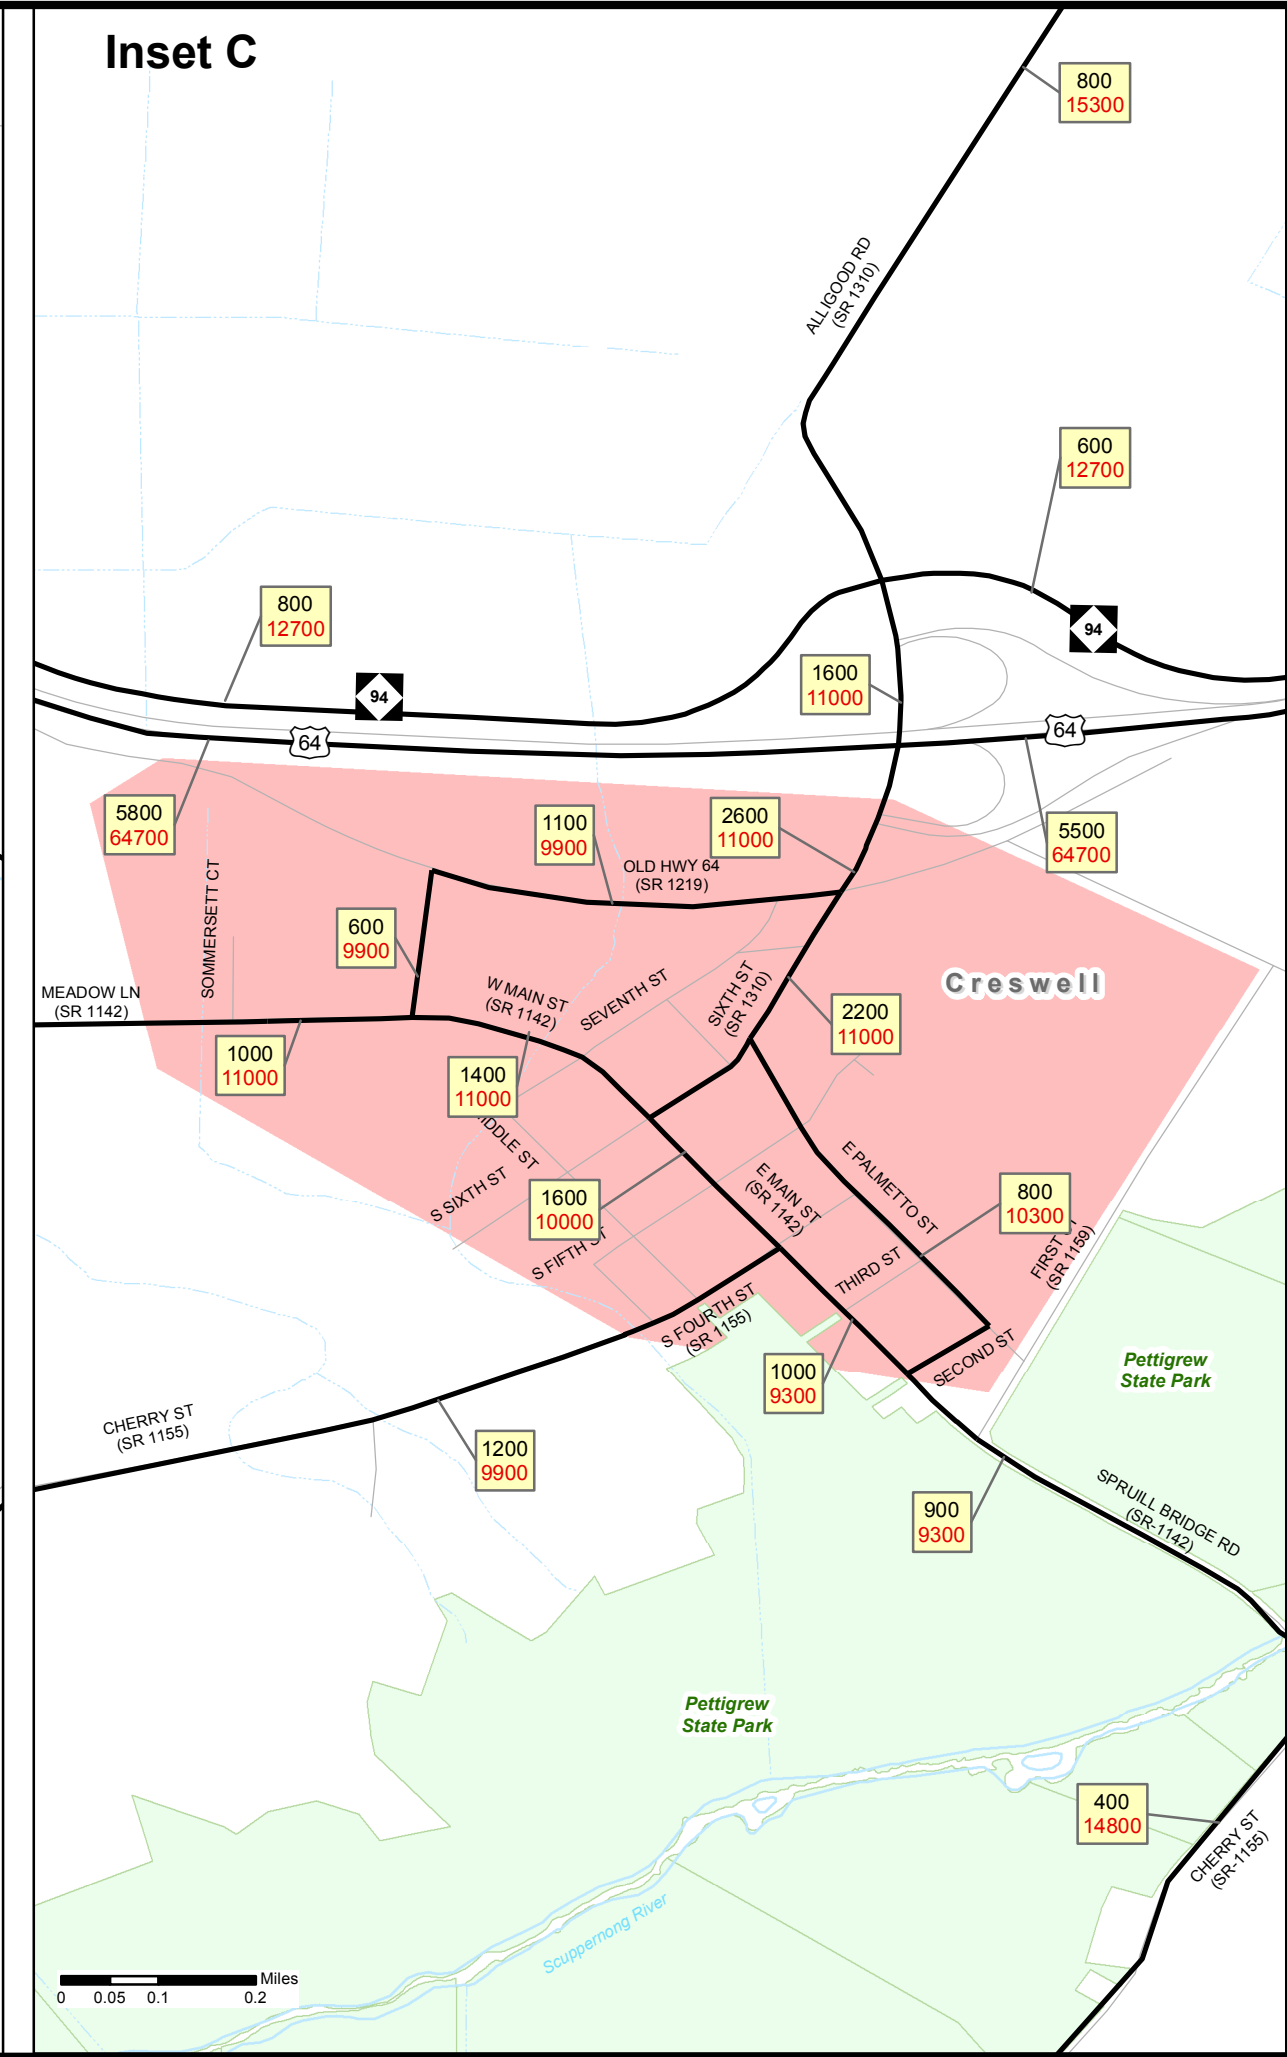 Inset C
800
15300
ALLIGOOD RD
(SR 1310)
600
12700
800
12700
94
94
1600
11000
64
64
5800
64700
1100
9900
2600
11000
5500
64700
OLD HWY 64
(SR 1219)
SOMMERSETT CT
600
9900
MEADOW LN
(SR 1142)
W MAIN ST
(SR 1142)
SEVENTH ST
SIXTH ST
(SR 1310)
Creswell
2200
11000
1000
11000
1400
11000
IDDLE ST
S SIXTH ST
1600
10000
E MAIN ST
(SR 1142)
E PALMETTO ST
800
10300
S FIFTH ST
THIRD ST
FIRST
(SR 1159)
S FOURTH ST
(SR 1155)
SECOND ST
1000
9300
Pettigrew
State Park
CHERRY ST
(SR 1155)
1200
9900
900
9300
SPRUILL BRIDGE RD
(SR-1142)
Pettigrew
State Park
400
14800
CHERRY ST
(SR-1155)
Scuppernong River
Miles
0 0.05 0.1 0.2